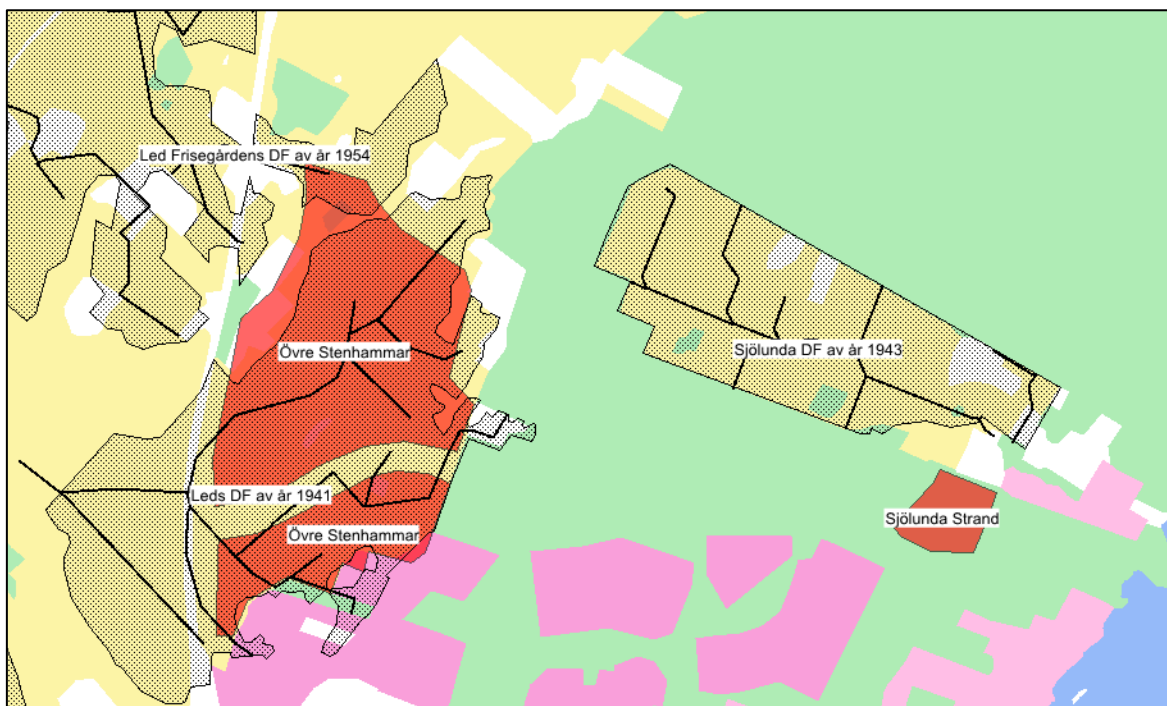 Led Frisegårdens DF av år 1954
Övre Stenhammar
Sjölunda DF av år 1943
Leds DF av år 1941
Sjölunda Strand
Övre Stenhammar